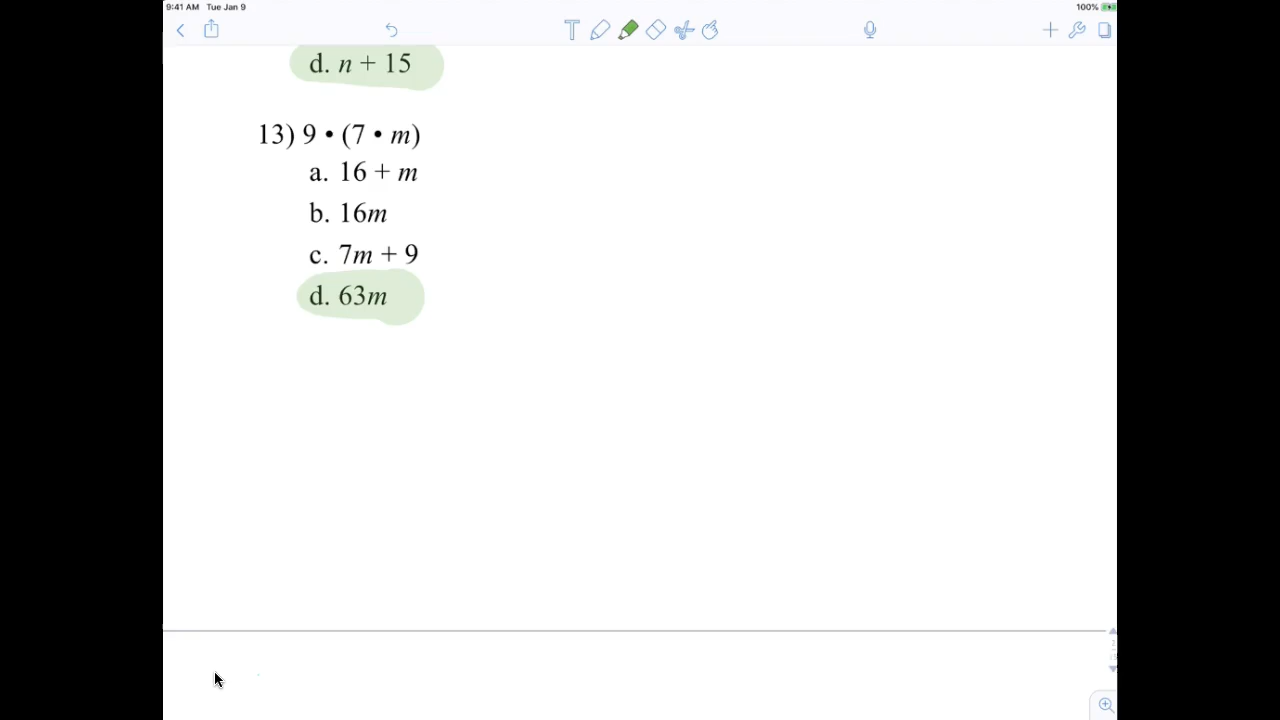 9:41 AM Tue Jan 9
100%
T
d. n + 15
13) 9 • (7 • m)
a. 16 + m
b. 16m
c. 7m + 9
d. 63m